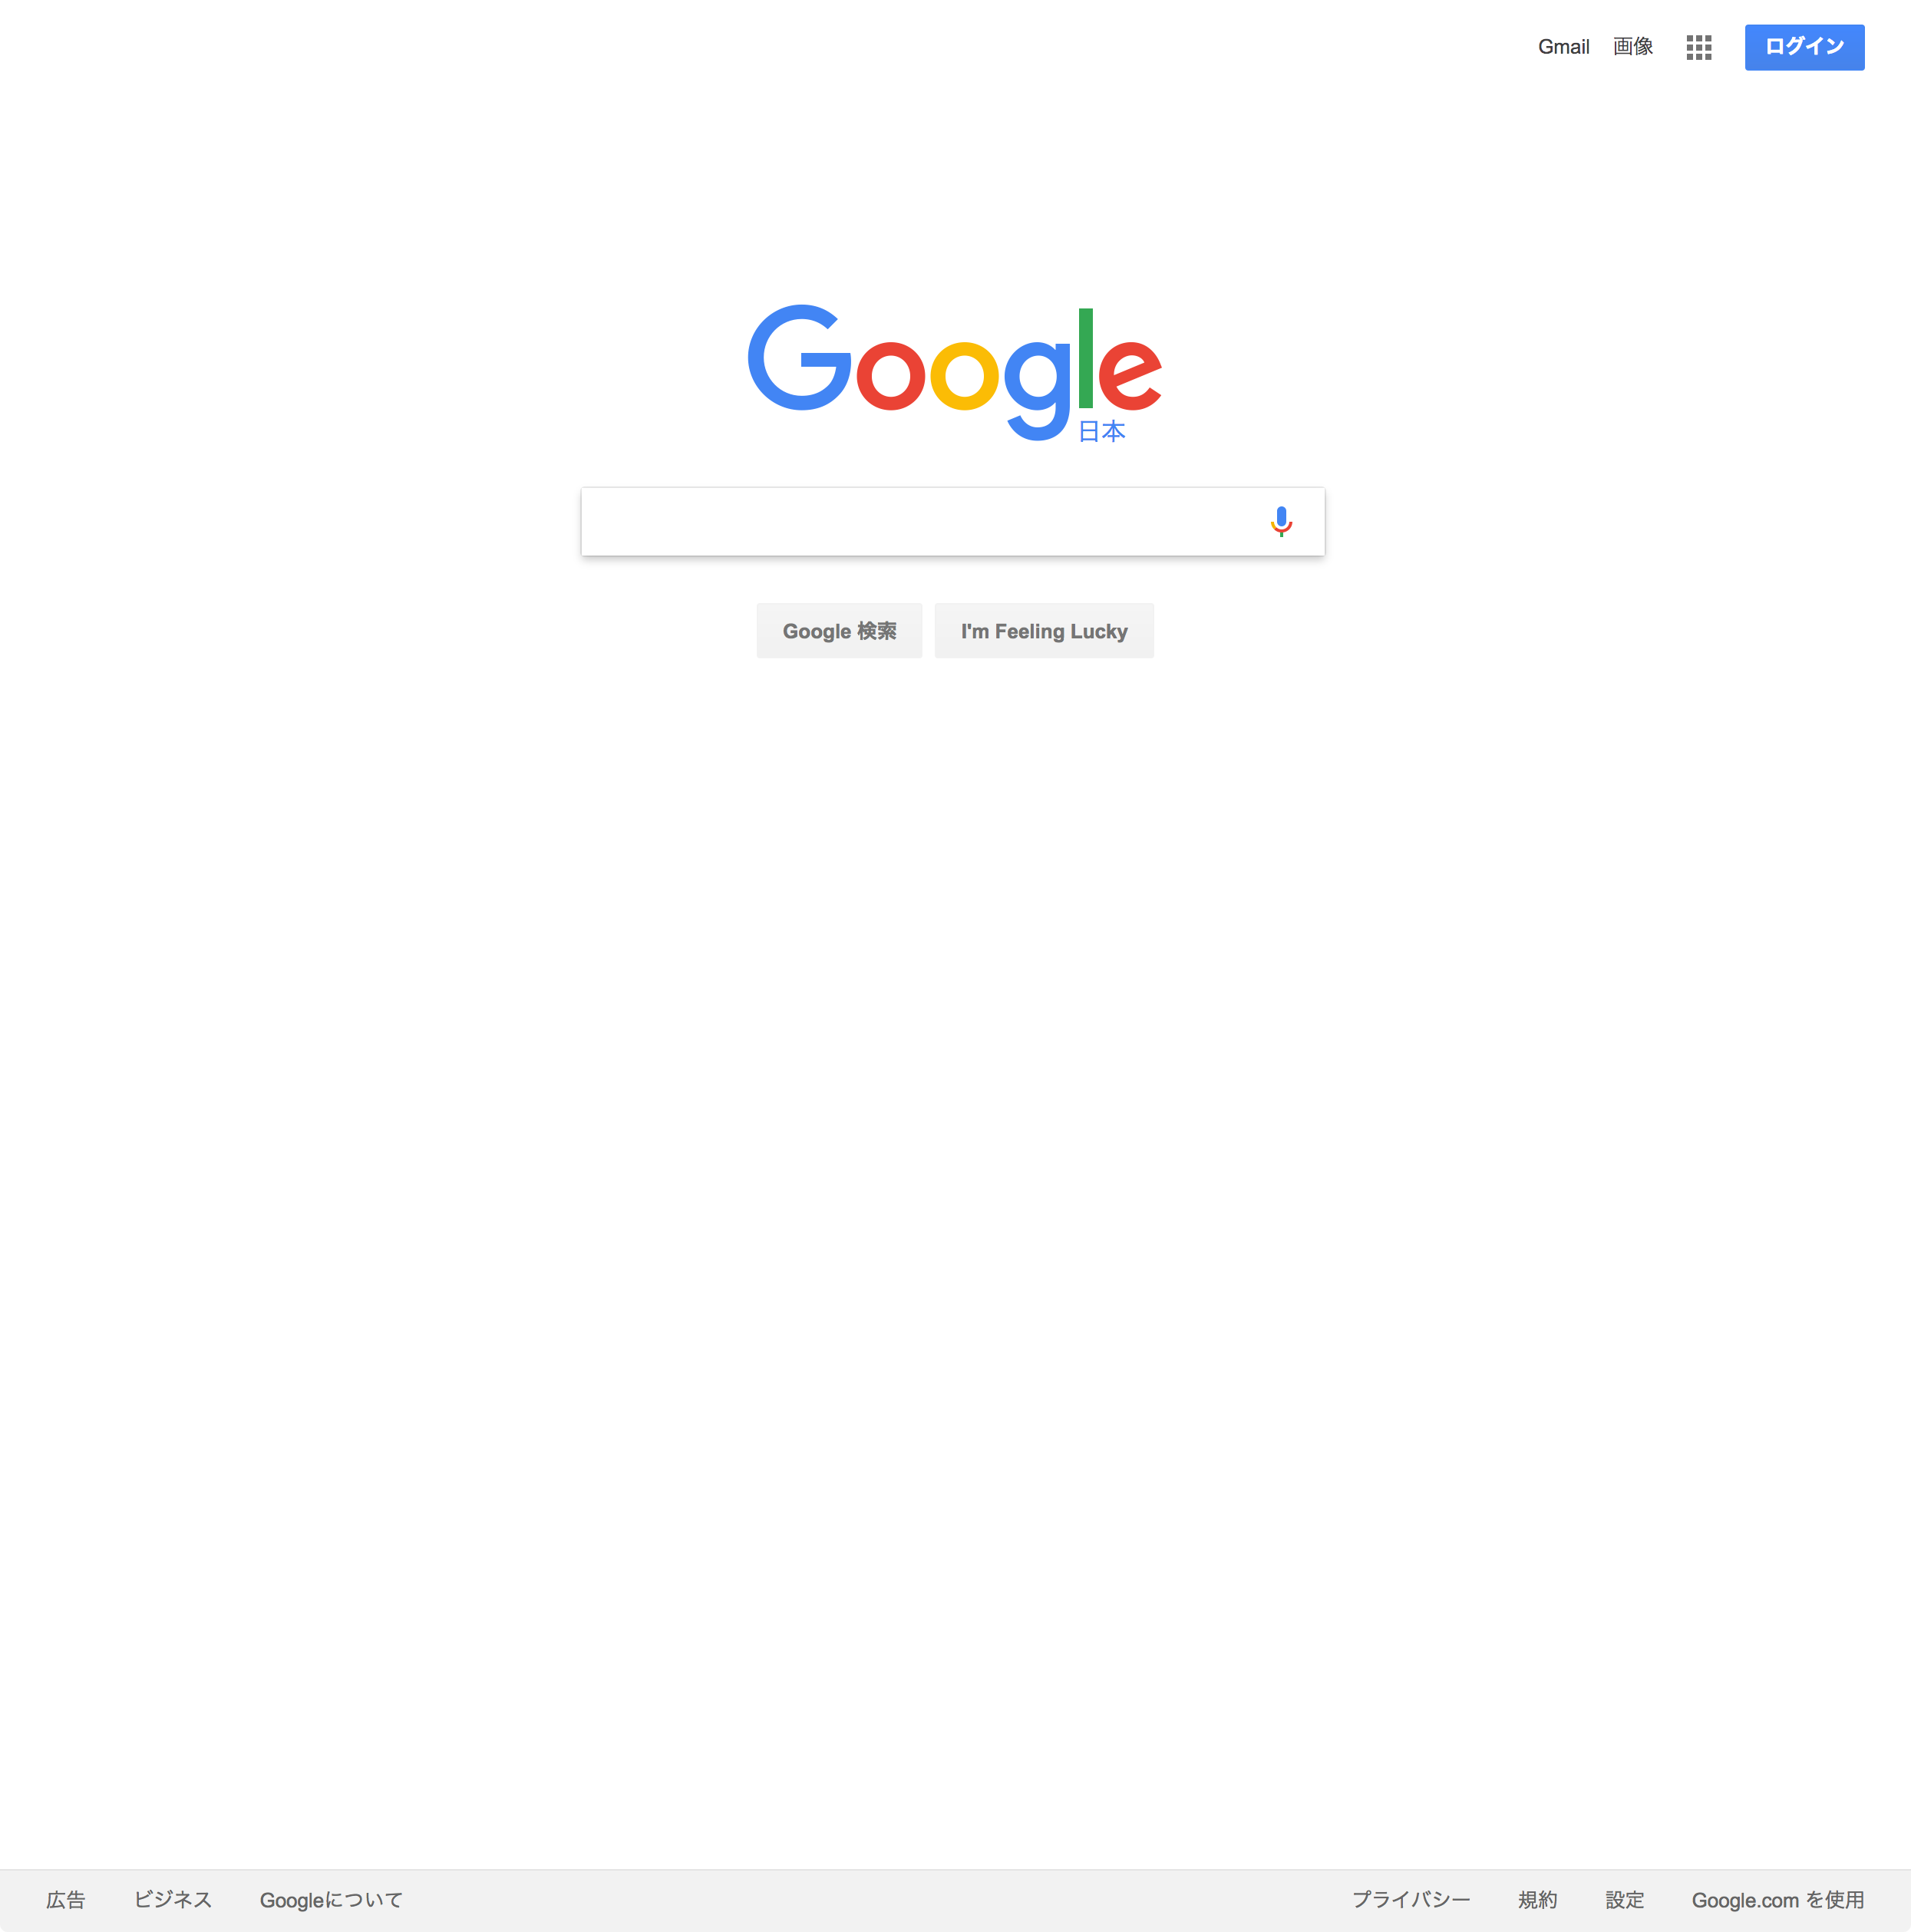 Gmail 画像 ログイン
Google
日本
Google 検索 I'm Feeling Lucky
広告 ビジネス Googleについて プライバシー 規約 設定 Google.com を使用